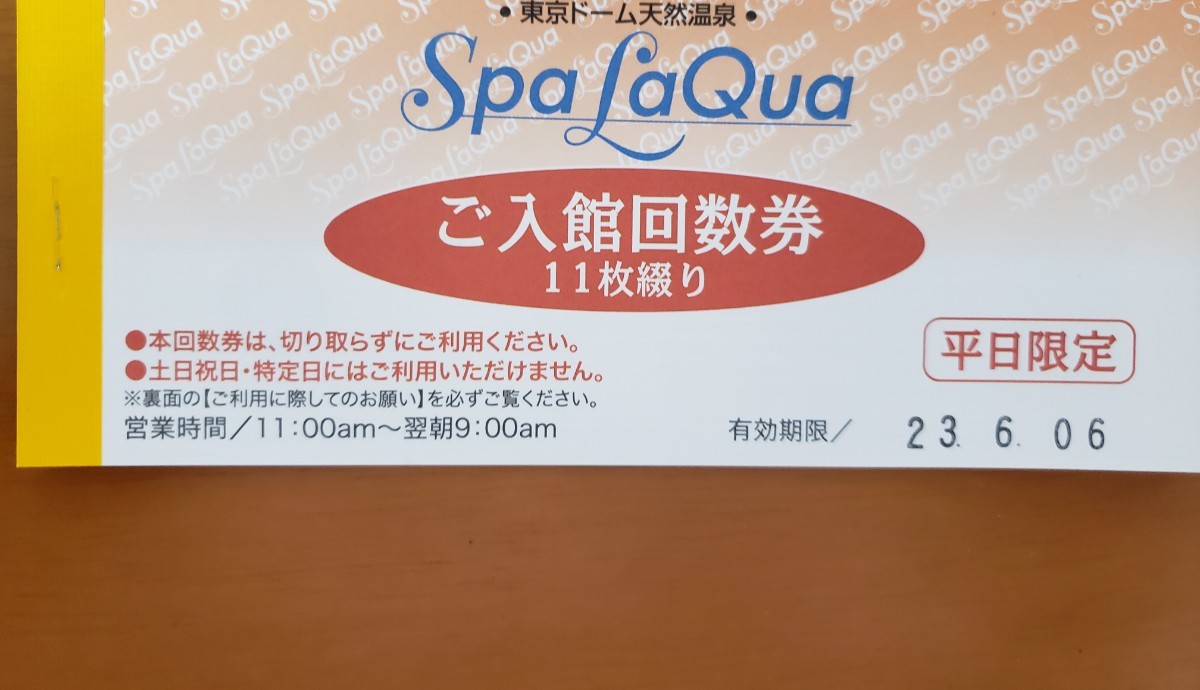 •東京ドーム天然温泉•
Spa LaQua
ご入館回数券
11枚綴り
●本回数券は、切り取らずにご利用ください。
平日限定
●土日祝日・特定日にはご利用いただけません。
※裏面の【ご利用に際してのお願い】を必ずご覧ください。
営業時間/11:00am〜翌朝9:00am
有効期限/ 23. 6. 06